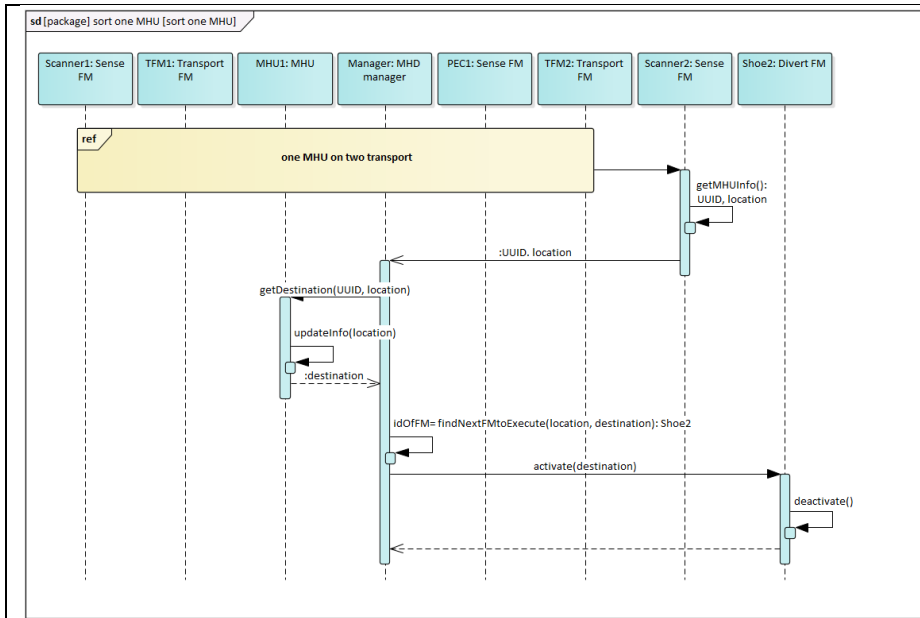 sd [package] sort one MHU [sort one MHU]
Scanner1: Sense
FM
TFM1: Transport
FM
MHU1: MHU
Manager: MHD
manager
PEC1: Sense FM
TFM2: Transport
FM
Scanner2: Sense
FM
Shoe2: Divert FM
ref
one MHU on two transport
getMHUInfo():
UUID, location
:UUID. location
getDestination(UUID, location)
updateInfo(location)
:destination
idOfFM= findNextFMtoExecute(location, destination): Shoe2
activate(destination)
deactivate()